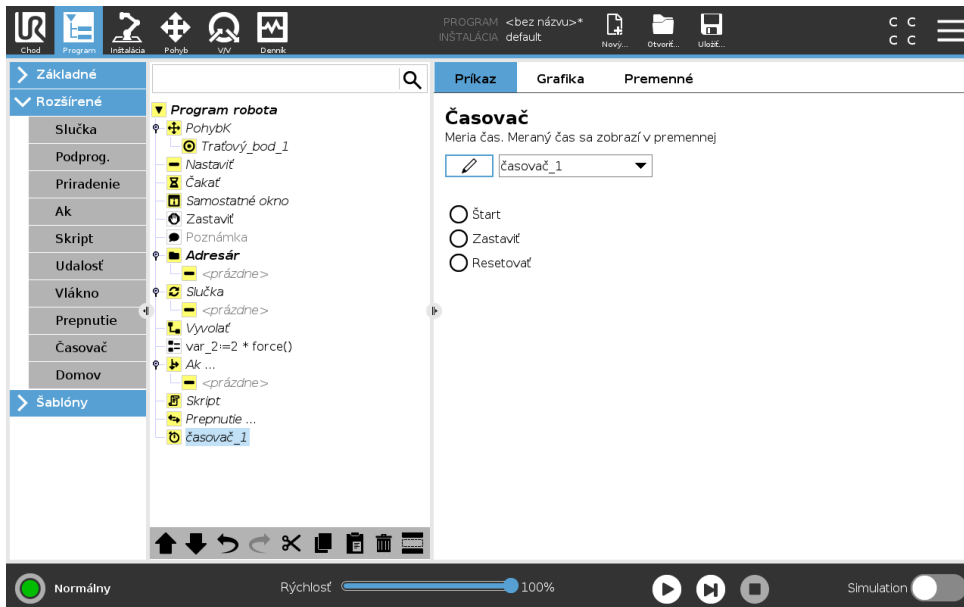 UR
Chod
Program
Inštalácia
Pohyb
V/V
Denník
PROGRAM <bez názvu>*
INŠTALÁCIA default
Nový...
Otvoriť...
Uložiť...
C C
C C
Základné
Rozšírené
Slučka
Podprog.
Priradenie
Ak
Skript
Udalosť
Vlákno
Prepnutie
Časovač
Domov
Šablóny
Program robota
PohybK
Traťový_bod_1
Nastaviť
Čakať
Samostatné okno
Zastaviť
Poznámka
Adresár
<prázdne>
Slučka
<prázdne>
Vyvolať
var_2≔2 * force()
Ak ...
<prázdne>
Skript
Prepnutie ...
časovač_1
Príkaz
Grafika
Premenné
Časovač
Meria čas. Meraný čas sa zobrazí v premennej
časovač_1
Štart
Zastaviť
Resetovať
Normálny
Rýchlosť
100%
Simulation